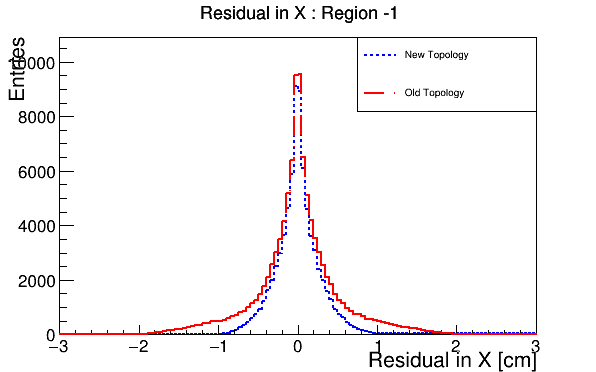 Residual in X : Region -1
Entries
10000
8000
6000
4000
2000
0
New Topology
Old Topology
−3 −2 −1 0 1 2 3
Residual in X [cm]